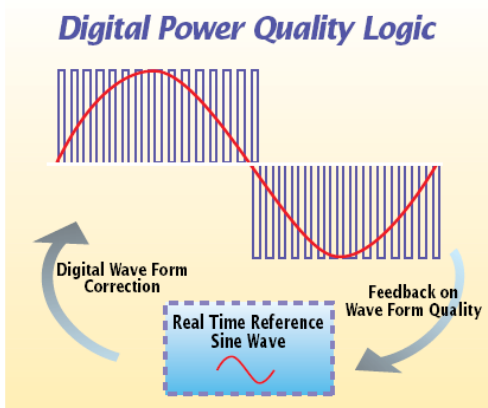 Digital Power Quality Logic
Digital Wave Form
Correction
Feedback on
Wave Form Quality
Real Time Reference
Sine Wave